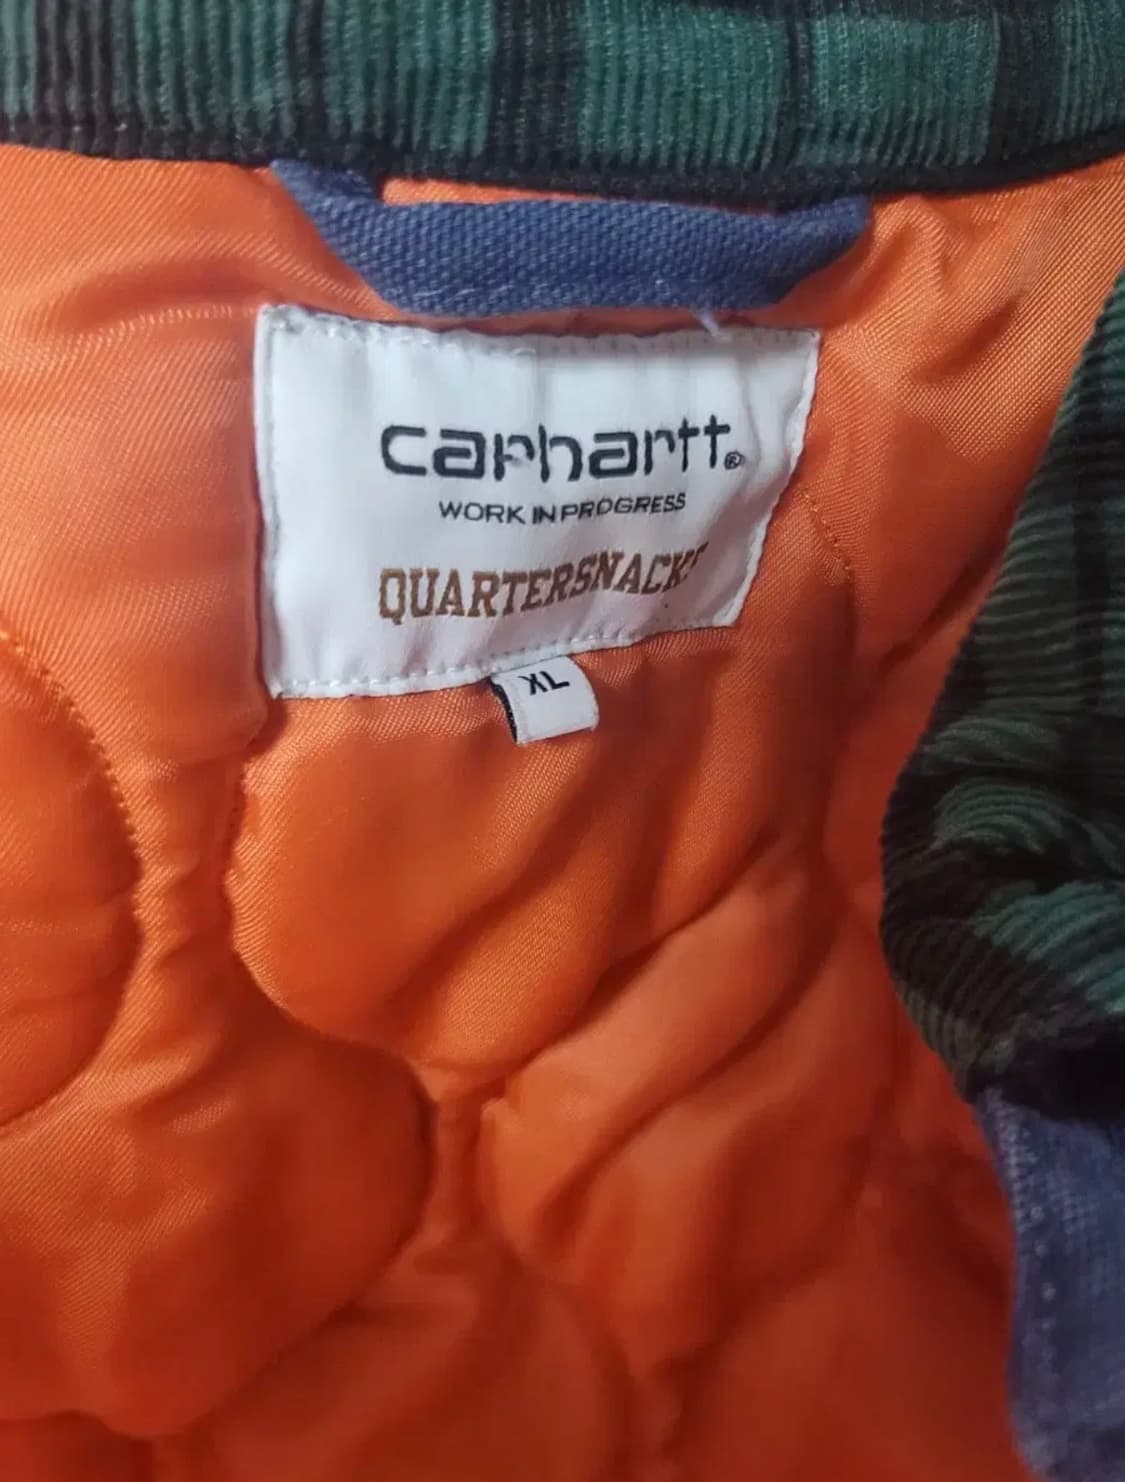 carhartt®
WORK IN PROGRESS
QUARTERSNACKS
XL